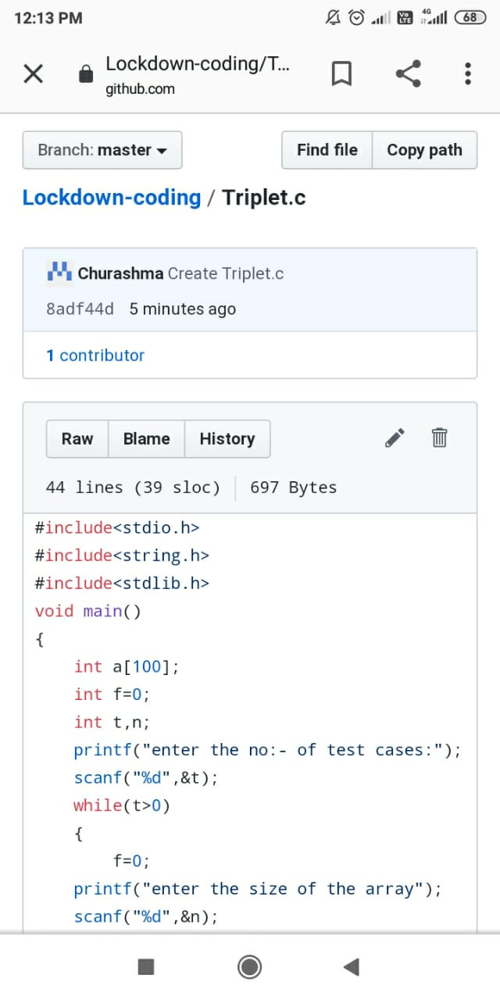 12:13 PM 4G Vo LTE 68
Lockdown-coding/T...
github.com
Branch: master Find file Copy path
Lockdown-coding / Triplet.c
Churashma Create Triplet.c
8adf44d 5 minutes ago
1 contributor
Raw Blame History
44 lines (39 sloc) 697 Bytes
#include<stdio.h>
#include<string.h>
#include<stdlib.h>
void main()
{
    int a[100];
    int f=0;
    int t,n;
    printf("enter the no:- of test cases:");
    scanf("%d",&t);
    while(t>0)
    {
        f=0;
    printf("enter the size of the array");
    scanf("%d",&n);